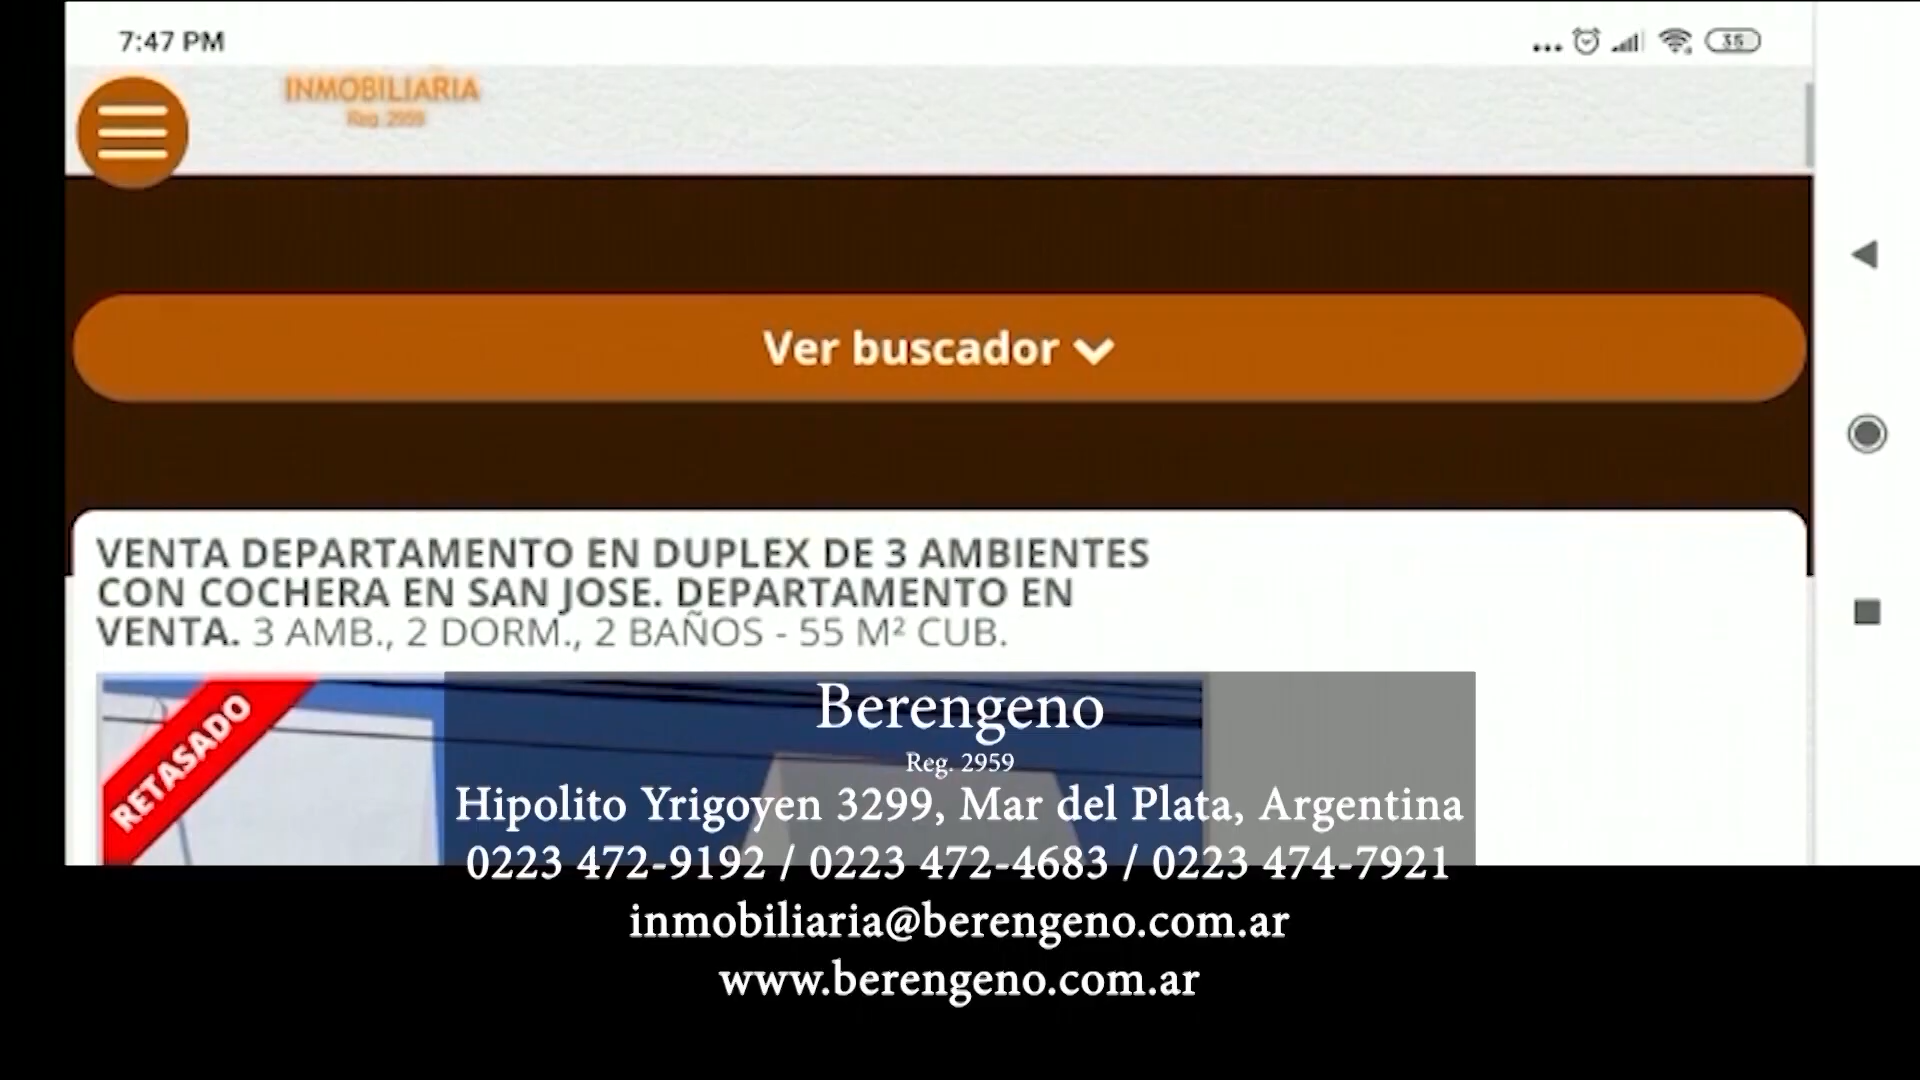 7:47 PM
35
INMOBILIARIA
Reg. 2959
Ver buscador
VENTA DEPARTAMENTO EN DUPLEX DE 3 AMBIENTES
CON COCHERA EN SAN JOSE. DEPARTAMENTO EN
VENTA. 3 AMB., 2 DORM., 2 BAÑOS - 55 M² CUB.
RETASADO
Berengeno
Reg. 2959
Hipolito Yrigoyen 3299, Mar del Plata, Argentina
0223 472-9192 / 0223 472-4683 / 0223 474-7921
inmobiliaria@berengeno.com.ar
www.berengeno.com.ar